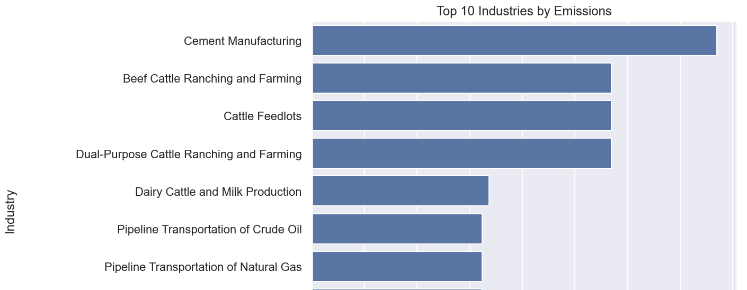 Top 10 Industries by Emissions
Cement Manufacturing
Beef Cattle Ranching and Farming
Cattle Feedlots
Dual-Purpose Cattle Ranching and Farming
Dairy Cattle and Milk Production
Industry
Pipeline Transportation of Crude Oil
Pipeline Transportation of Natural Gas